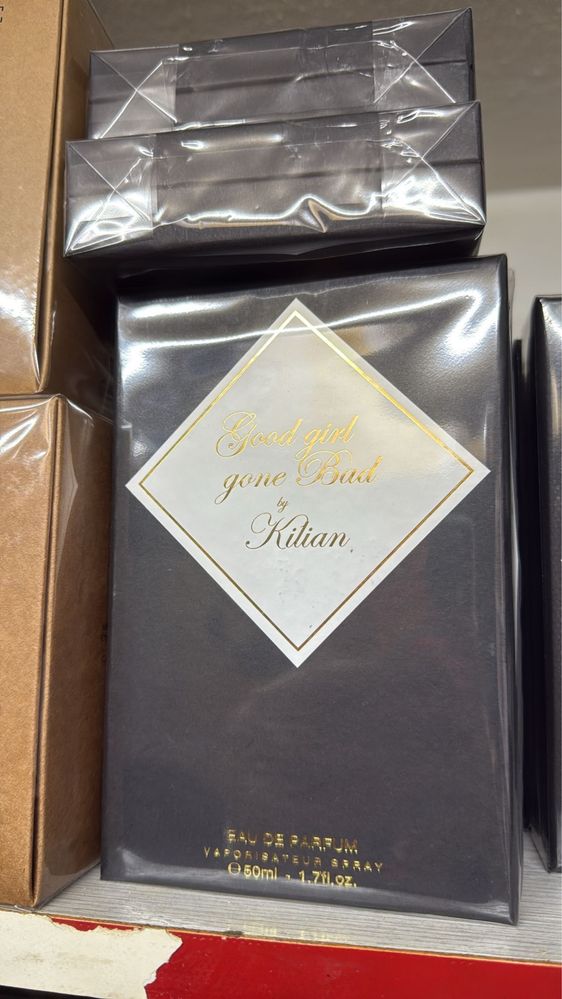 Good girl
gone Bad
by
Kilian
EAU DE PARFUM
VAPORISATEUR SPRAY
℮50ml - 1.7fl.oz.